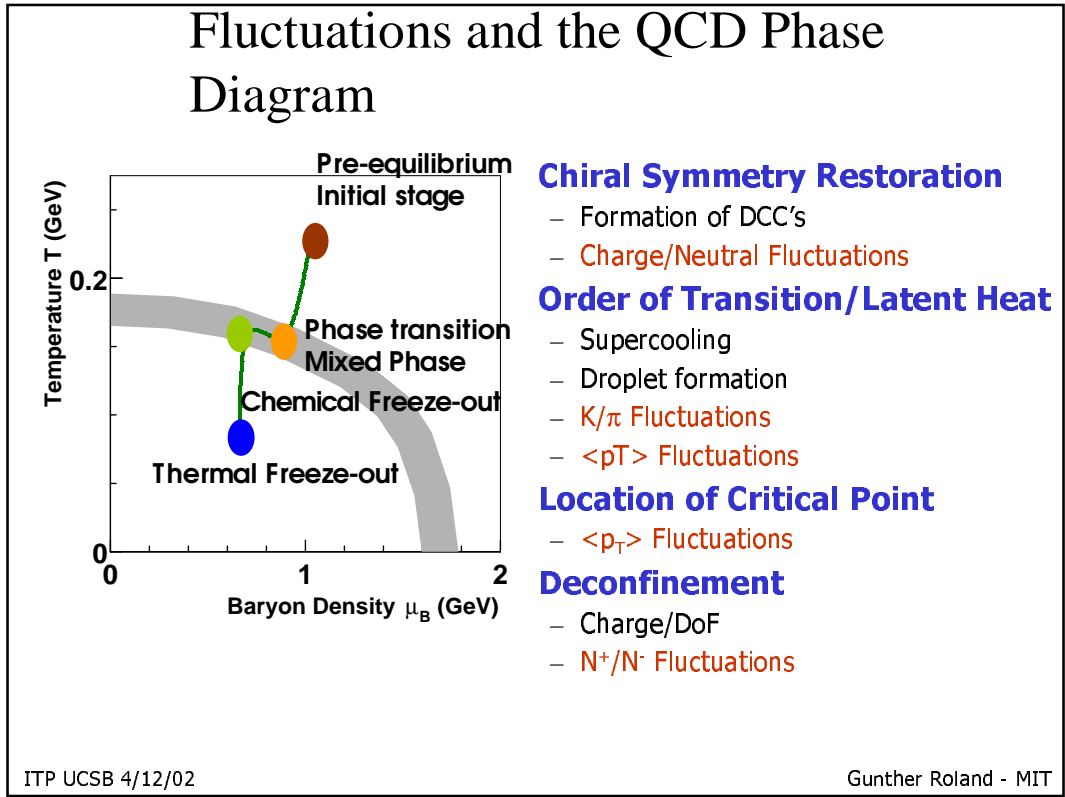 Fluctuations and the QCD Phase
Diagram
Pre-equilibrium
Initial stage
Temperature T (GeV)
0.2
Phase transition
Mixed Phase
Chemical Freeze-out
Thermal Freeze-out
0
0
1
2
Baryon Density μB (GeV)
Chiral Symmetry Restoration
– Formation of DCC's
– Charge/Neutral Fluctuations
Order of Transition/Latent Heat
– Supercooling
– Droplet formation
– K/π Fluctuations
– <pT> Fluctuations
Location of Critical Point
– <pT> Fluctuations
Deconfinement
– Charge/DoF
– N+/N- Fluctuations
ITP UCSB 4/12/02
Gunther Roland - MIT